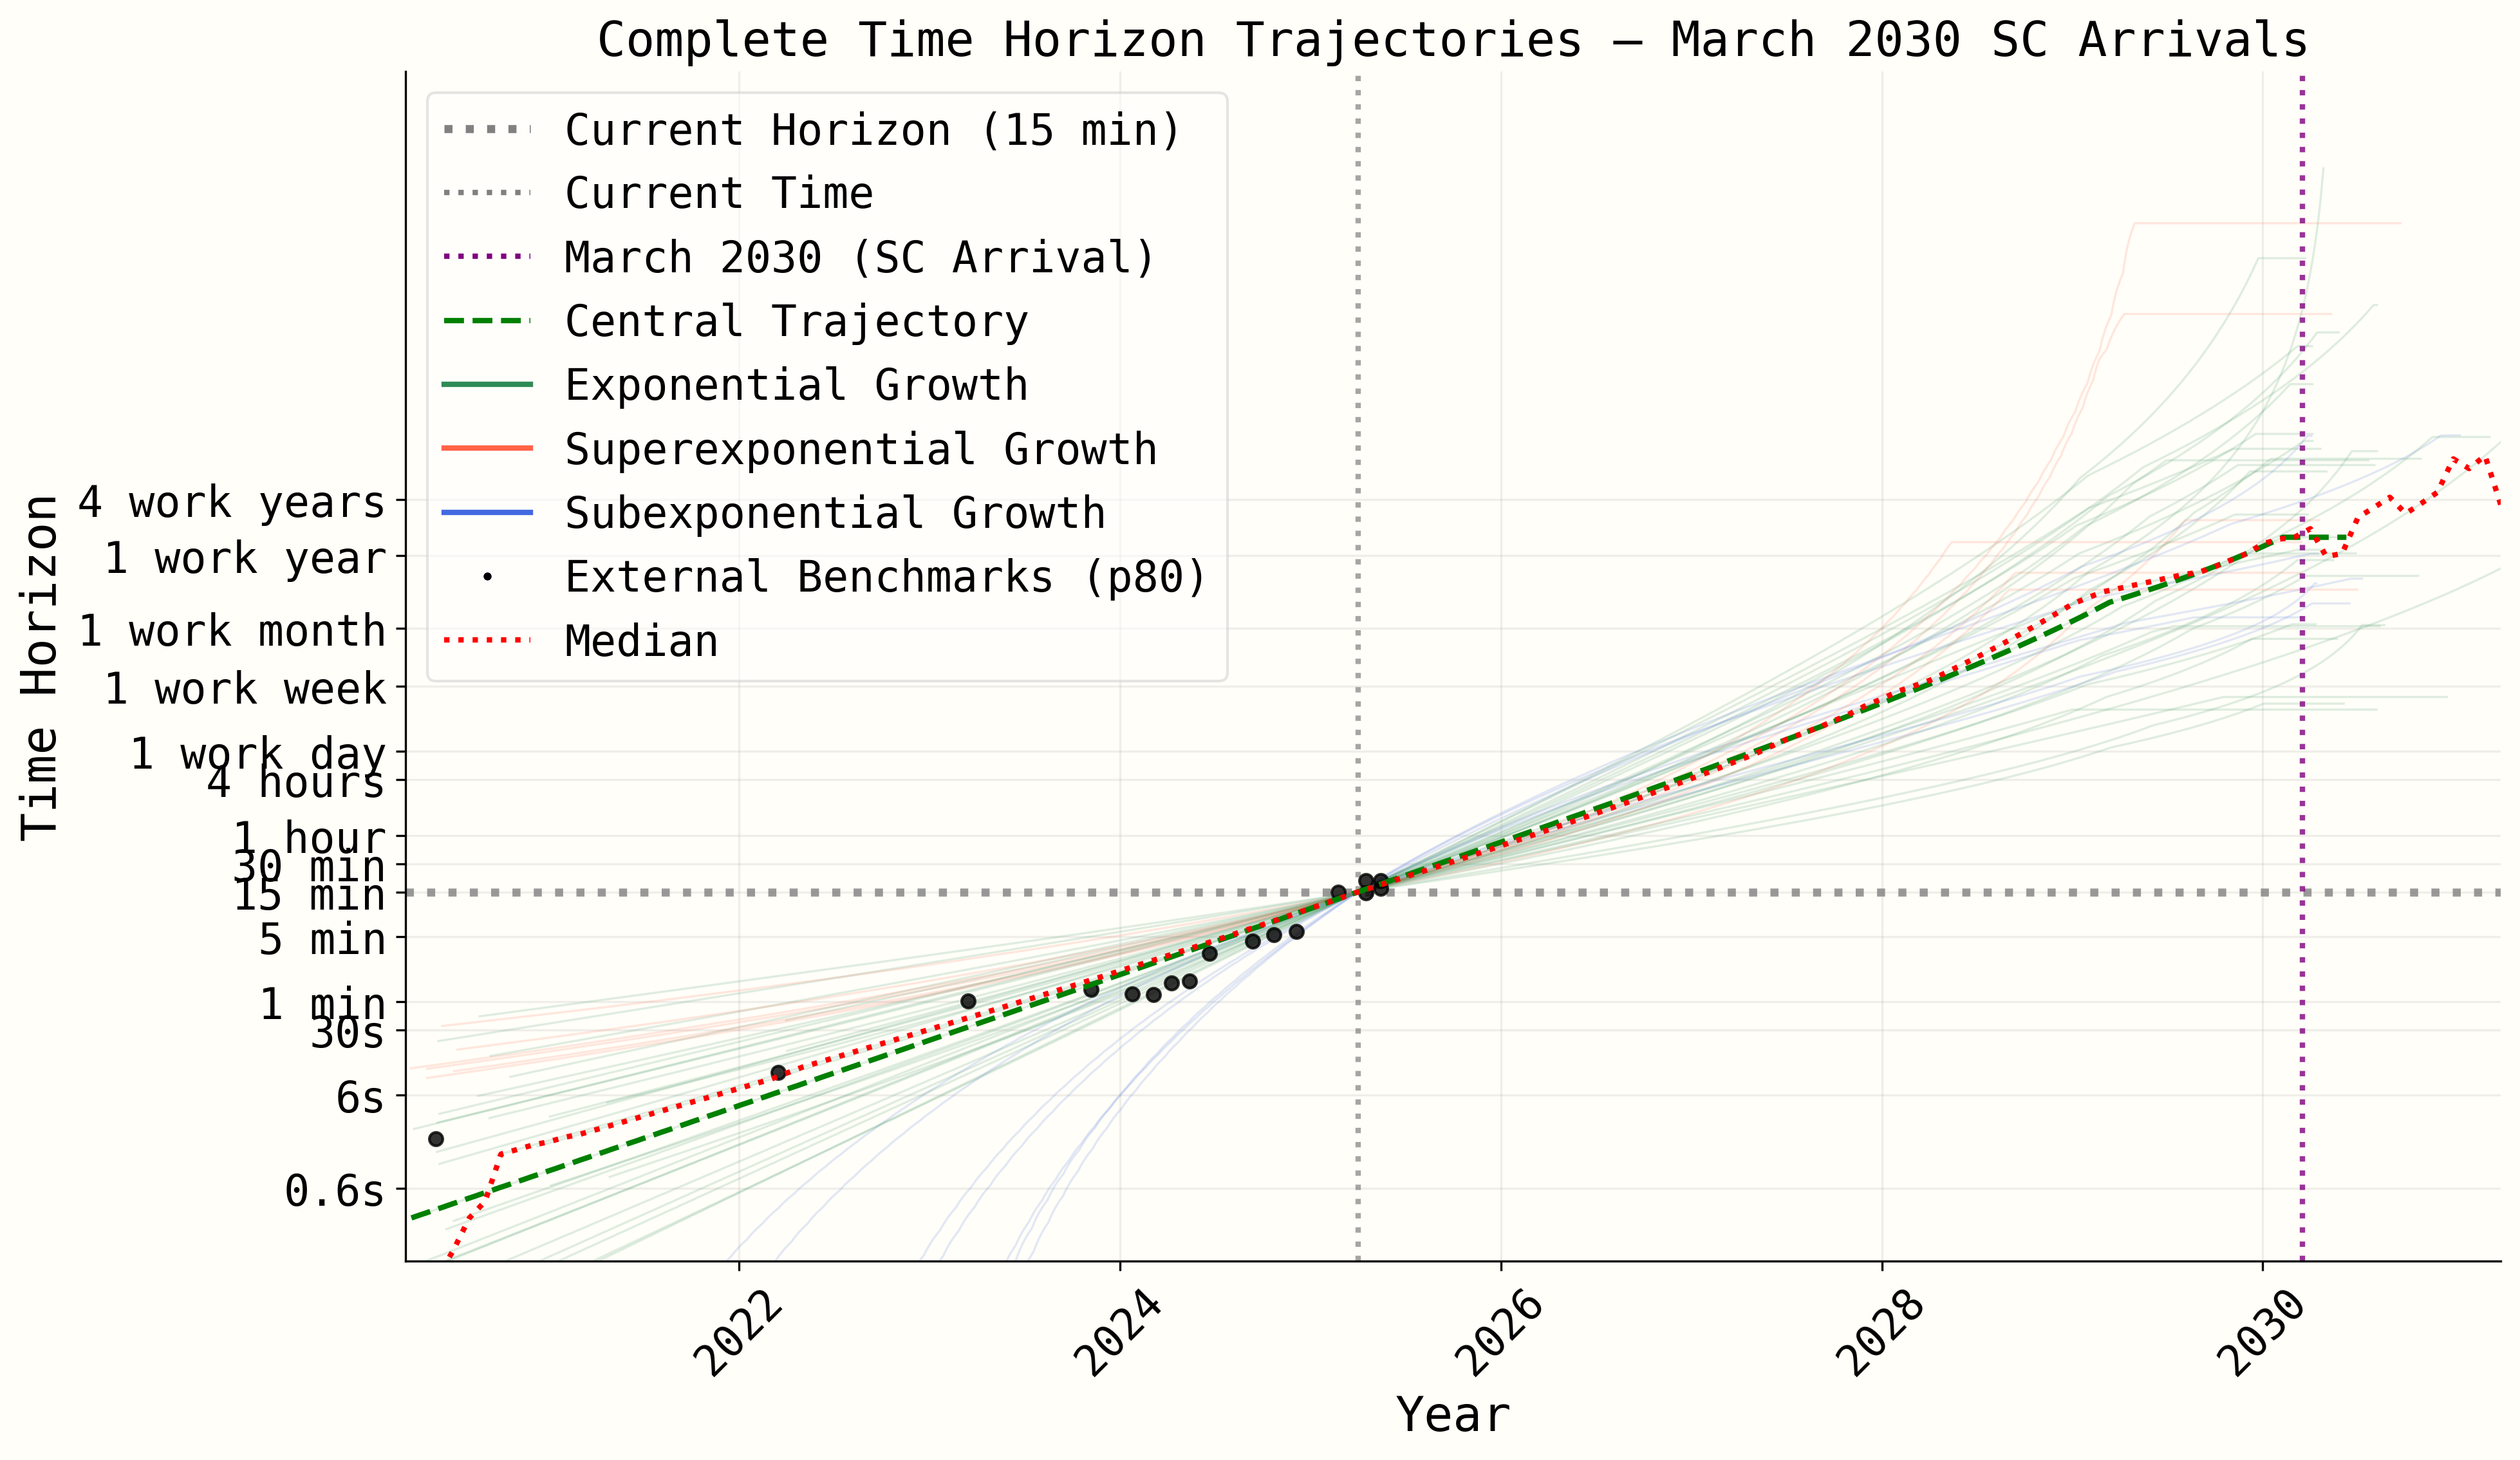 Complete Time Horizon Trajectories — March 2030 SC Arrivals
Current Horizon (15 min)
Current Time
March 2030 (SC Arrival)
Central Trajectory
Exponential Growth
Superexponential Growth
Subexponential Growth
External Benchmarks (p80)
Median
Time Horizon
4 work years
1 work year
1 work month
1 work week
1 work day
4 hours
1 hour
30 min
15 min
5 min
1 min
30s
6s
0.6s
2022
2024
2026
2028
2030
Year